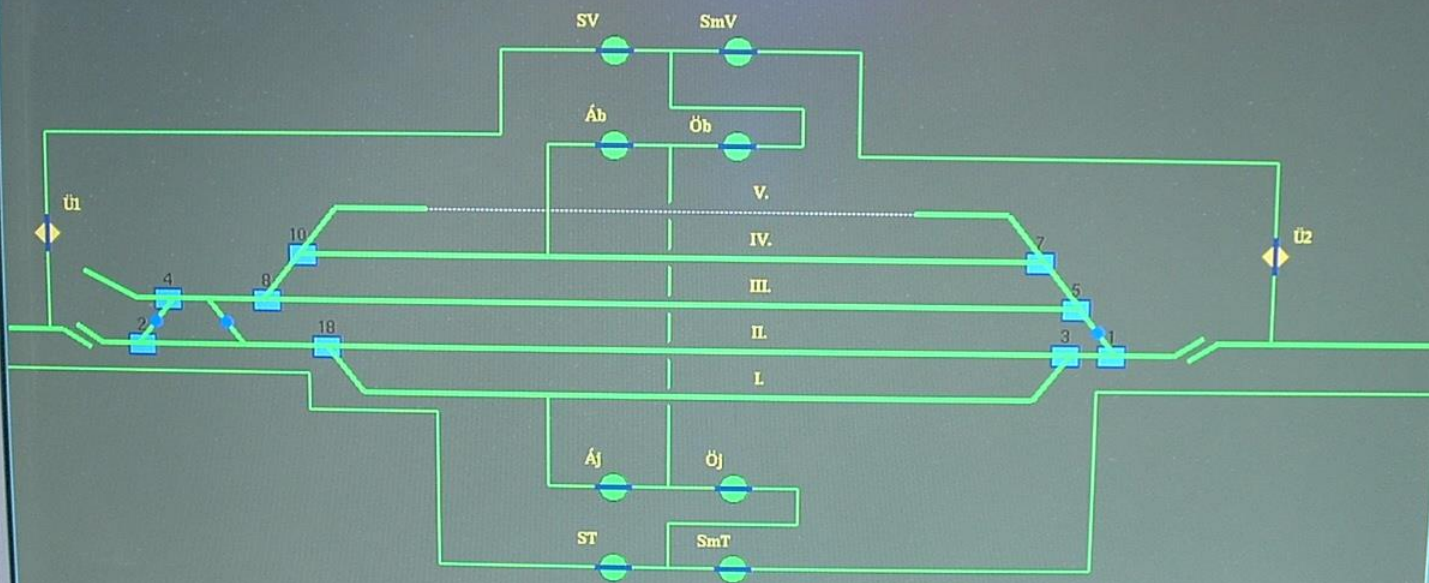 SV SmV
Áb Öb
V.
Ü1
10 IV. 7 Ü2
4 8 III. 5
2 18 II. 3 1
I.
Áj Öj
ST SmT